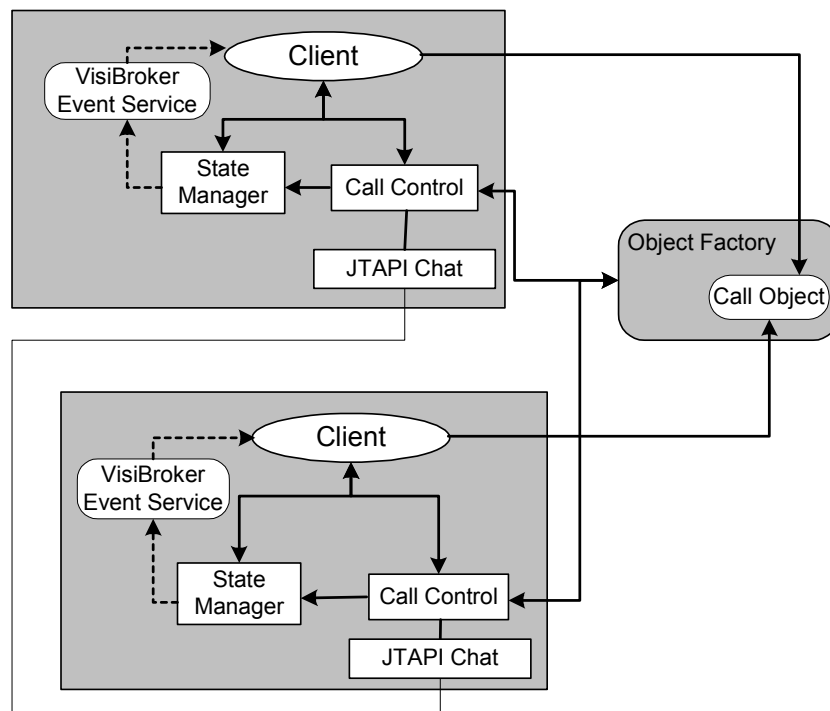 Client
VisiBroker
Event Service
State
Manager
Call Control
JTAPI Chat
Object Factory
Call Object
Client
VisiBroker
Event Service
State
Manager
Call Control
JTAPI Chat